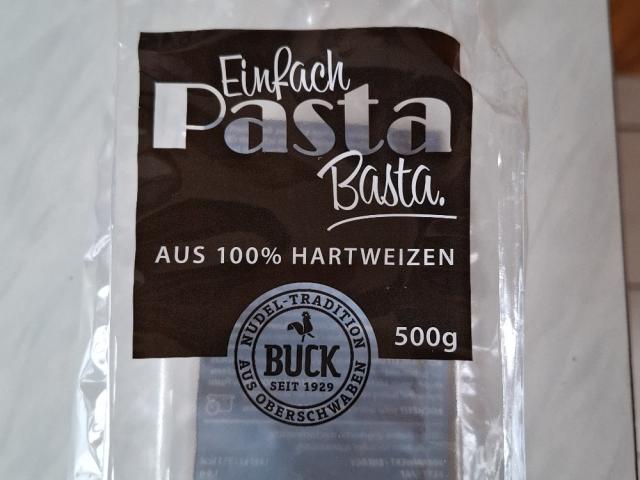 Einfach
Pasta
Basta.
AUS 100% HARTWEIZEN
500g
NUDEL-TRADITION
BUCK
SEIT 1929
AUS OBERSCHWABEN